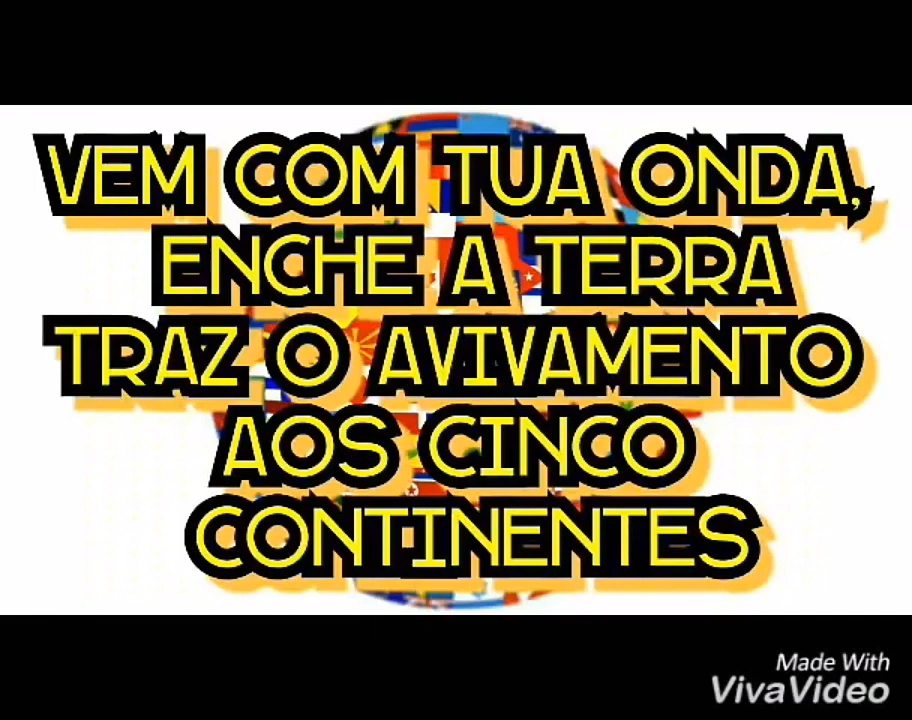 VEM COM TUA ONDA,
ENCHE A TERRA
TRAZ O AVIVAMENTO
AOS CINCO
CONTINENTES
Made With
VivaVideo